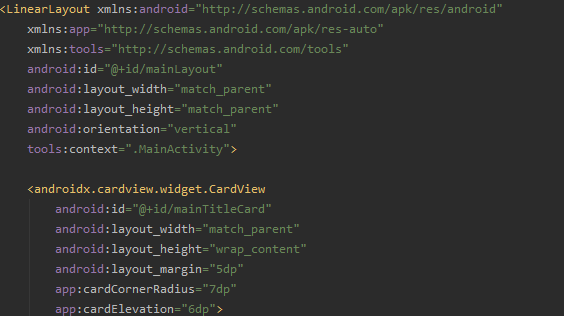 <LinearLayout xmlns:android="http://schemas.android.com/apk/res/android"
xmlns:app="http://schemas.android.com/apk/res-auto"
xmlns:tools="http://schemas.android.com/tools"
android:id="@+id/mainLayout"
android:layout_width="match_parent"
android:layout_height="match_parent"
android:orientation="vertical"
tools:context=".MainActivity">
<androidx.cardview.widget.CardView
android:id="@+id/mainTitleCard"
android:layout_width="match_parent"
android:layout_height="wrap_content"
android:layout_margin="5dp"
app:cardCornerRadius="7dp"
app:cardElevation="6dp">